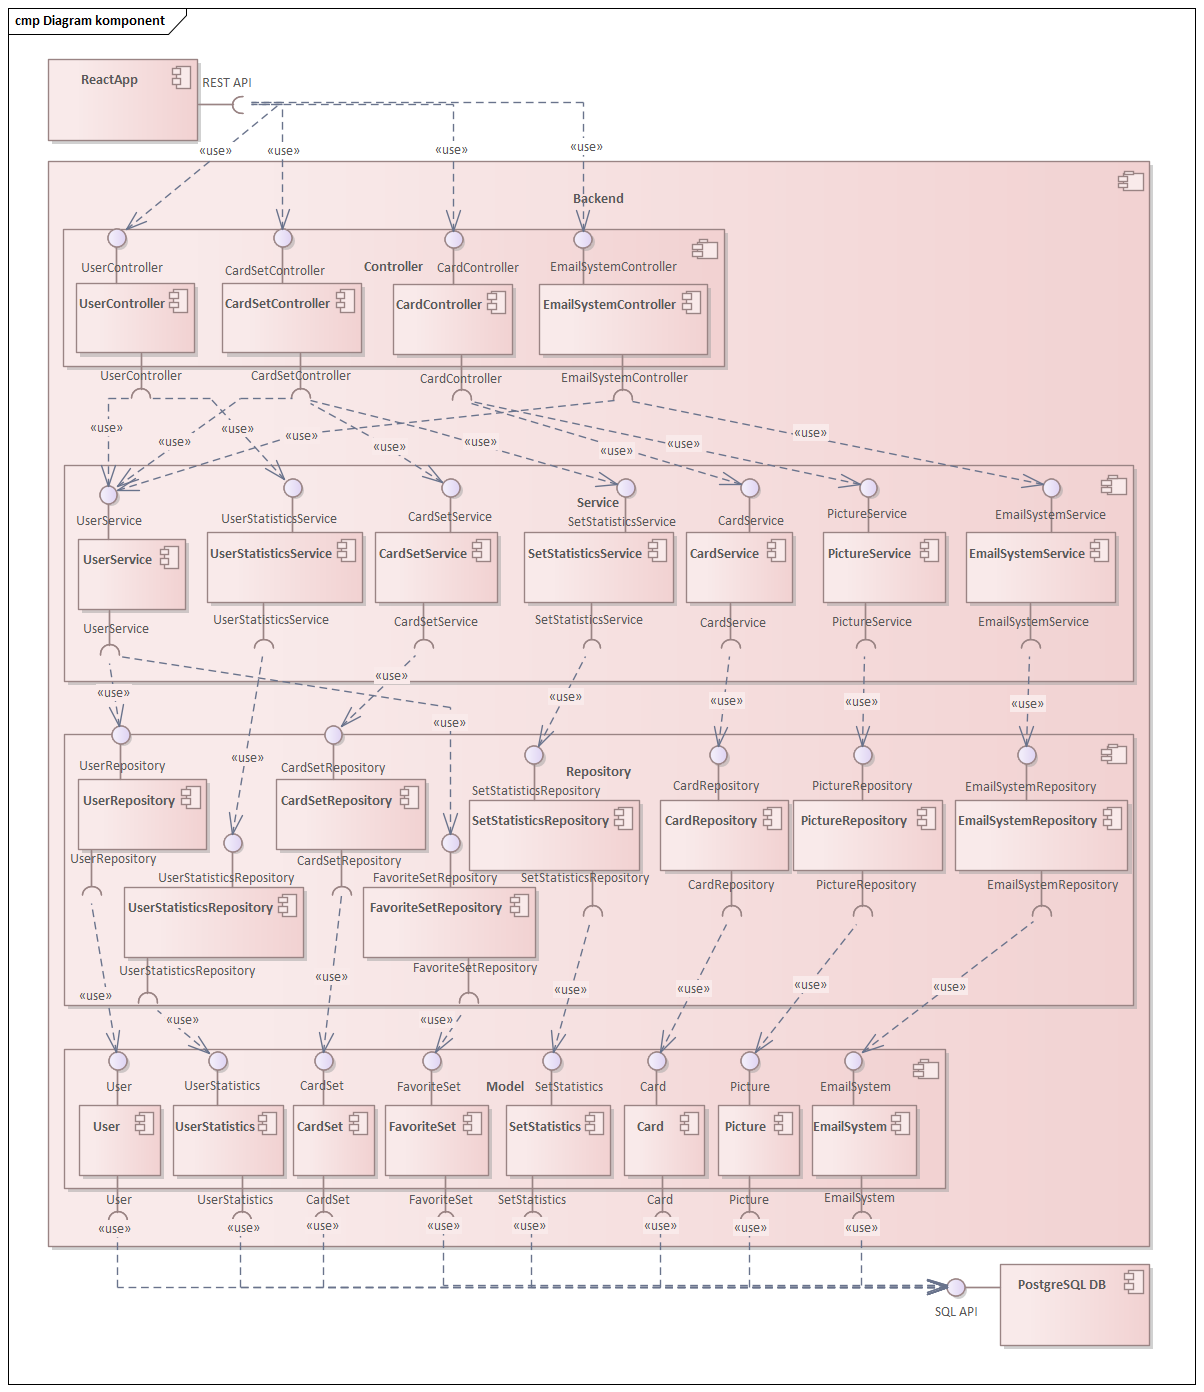 cmp Diagram komponent
ReactApp
REST API
«use»
«use»
«use»
«use»
Backend
UserController
CardSetController
Controller
CardController
EmailSystemController
UserController
CardSetController
CardController
EmailSystemController
UserController
CardSetController
CardController
EmailSystemController
«use»
«use»
«use»
«use»
«use»
«use»
«use»
«use»
«use»
Service
UserService
UserStatisticsService
CardSetService
SetStatisticsService
CardService
PictureService
EmailSystemService
UserService
UserStatisticsService
CardSetService
SetStatisticsService
CardService
PictureService
EmailSystemService
UserService
UserStatisticsService
CardSetService
SetStatisticsService
CardService
PictureService
EmailSystemService
«use»
«use»
«use»
«use»
«use»
«use»
«use»
«use»
UserRepository
CardSetRepository
Repository
SetStatisticsRepository
CardRepository
PictureRepository
EmailSystemRepository
UserRepository
CardSetRepository
SetStatisticsRepository
CardRepository
PictureRepository
EmailSystemRepository
UserRepository
CardSetRepository
UserStatisticsRepository
FavoriteSetRepository
SetStatisticsRepository
CardRepository
PictureRepository
EmailSystemRepository
UserStatisticsRepository
FavoriteSetRepository
UserStatisticsRepository
FavoriteSetRepository
«use»
«use»
«use»
«use»
«use»
«use»
«use»
«use»
User
UserStatistics
CardSet
FavoriteSet
Model
SetStatistics
Card
Picture
EmailSystem
User
UserStatistics
CardSet
FavoriteSet
SetStatistics
Card
Picture
EmailSystem
User
UserStatistics
CardSet
FavoriteSet
SetStatistics
Card
Picture
EmailSystem
«use»
«use»
«use»
«use»
«use»
«use»
«use»
«use»
PostgreSQL DB
SQL API